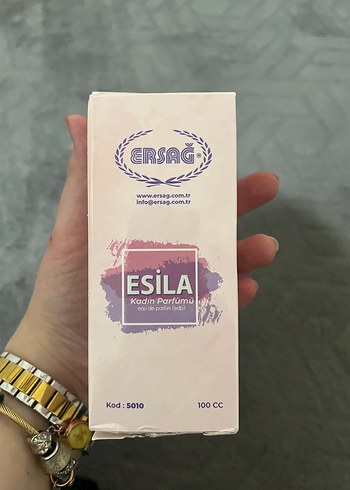 ERSAĞ®
www.ersag.com.tr
info@ersag.com.tr
ESİLA
Kadın Parfümü
eau de parfun (edp)
Kod : 5010 100 CC